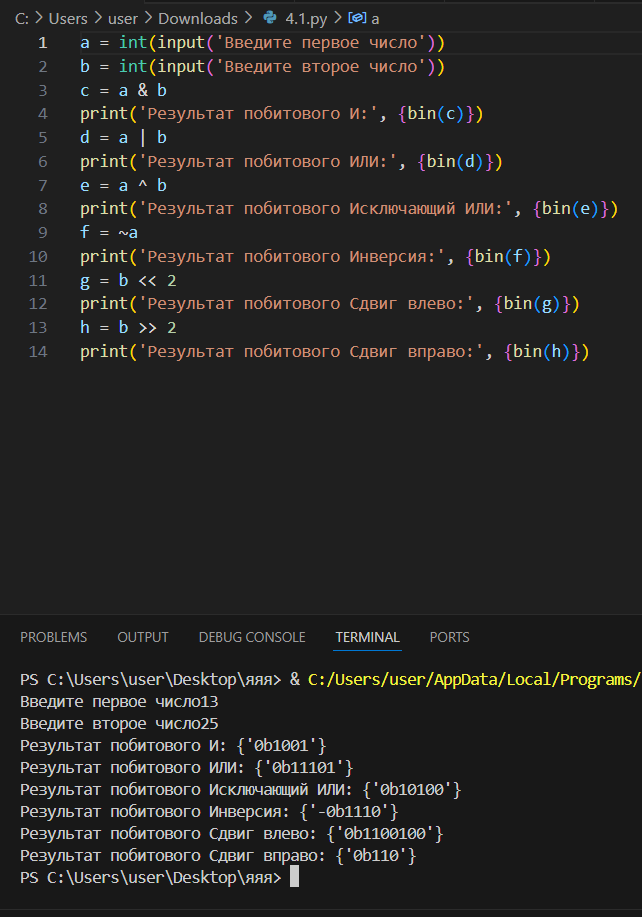 C: > Users > user > Downloads > 4.1.py > a
1 a = int(input('Введите первое число'))
2 b = int(input('Введите второе число'))
3 c = a & b
4 print('Результат побитового И:', {bin(c)})
5 d = a | b
6 print('Результат побитового ИЛИ:', {bin(d)})
7 e = a ^ b
8 print('Результат побитового Исключающий ИЛИ:', {bin(e)})
9 f = ~a
10 print('Результат побитового Инверсия:', {bin(f)})
11 g = b << 2
12 print('Результат побитового Сдвиг влево:', {bin(g)})
13 h = b >> 2
14 print('Результат побитового Сдвиг вправо:', {bin(h)})
PROBLEMS OUTPUT DEBUG CONSOLE TERMINAL PORTS
PS C:\Users\user\Desktop\яяя> & C:/Users/user/AppData/Local/Programs/
Введите первое число13
Введите второе число25
Результат побитового И: {'0b1001'}
Результат побитового ИЛИ: {'0b11101'}
Результат побитового Исключающий ИЛИ: {'0b10100'}
Результат побитового Инверсия: {'-0b1110'}
Результат побитового Сдвиг влево: {'0b1100100'}
Результат побитового Сдвиг вправо: {'0b110'}
PS C:\Users\user\Desktop\яяя>